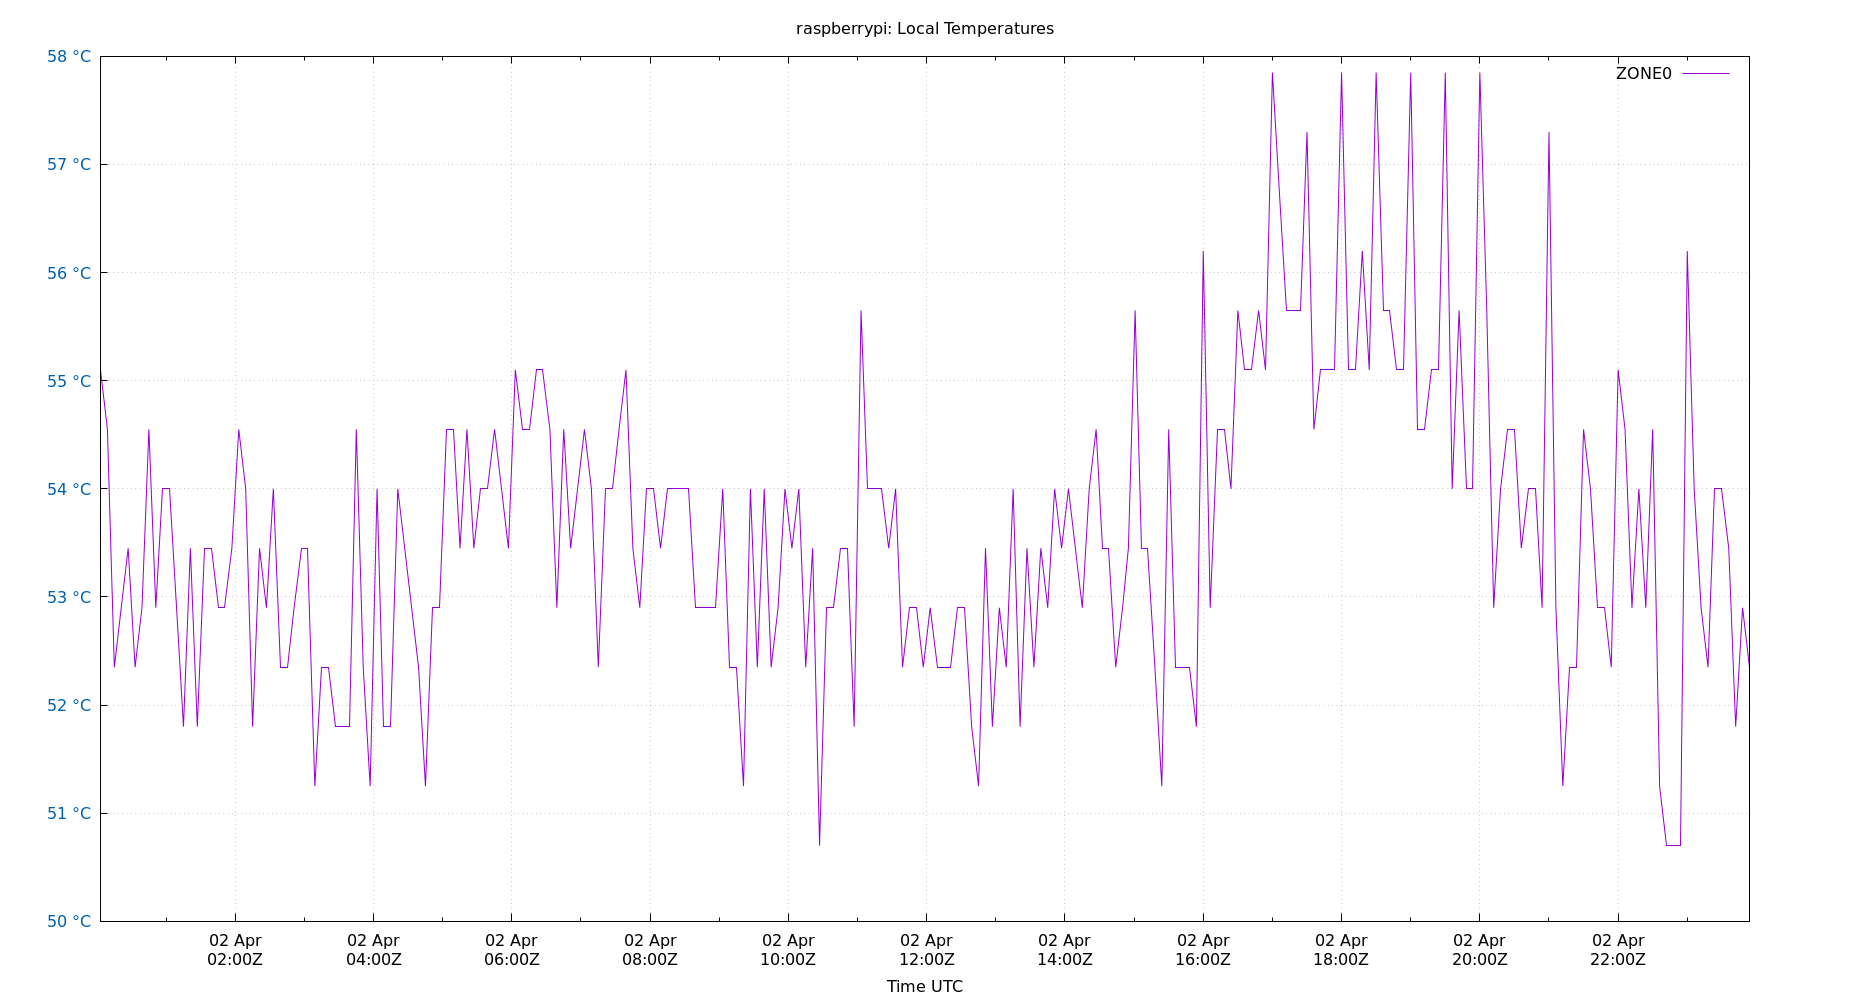 raspberrypi: Local Temperatures
58 °C
ZONE0
57 °C
56 °C
55 °C
54 °C
53 °C
52 °C
51 °C
50 °C
02 Apr 02 Apr 02 Apr 02 Apr 02 Apr 02 Apr 02 Apr 02 Apr 02 Apr 02 Apr 02 Apr
02:00Z 04:00Z 06:00Z 08:00Z 10:00Z 12:00Z 14:00Z 16:00Z 18:00Z 20:00Z 22:00Z
Time UTC